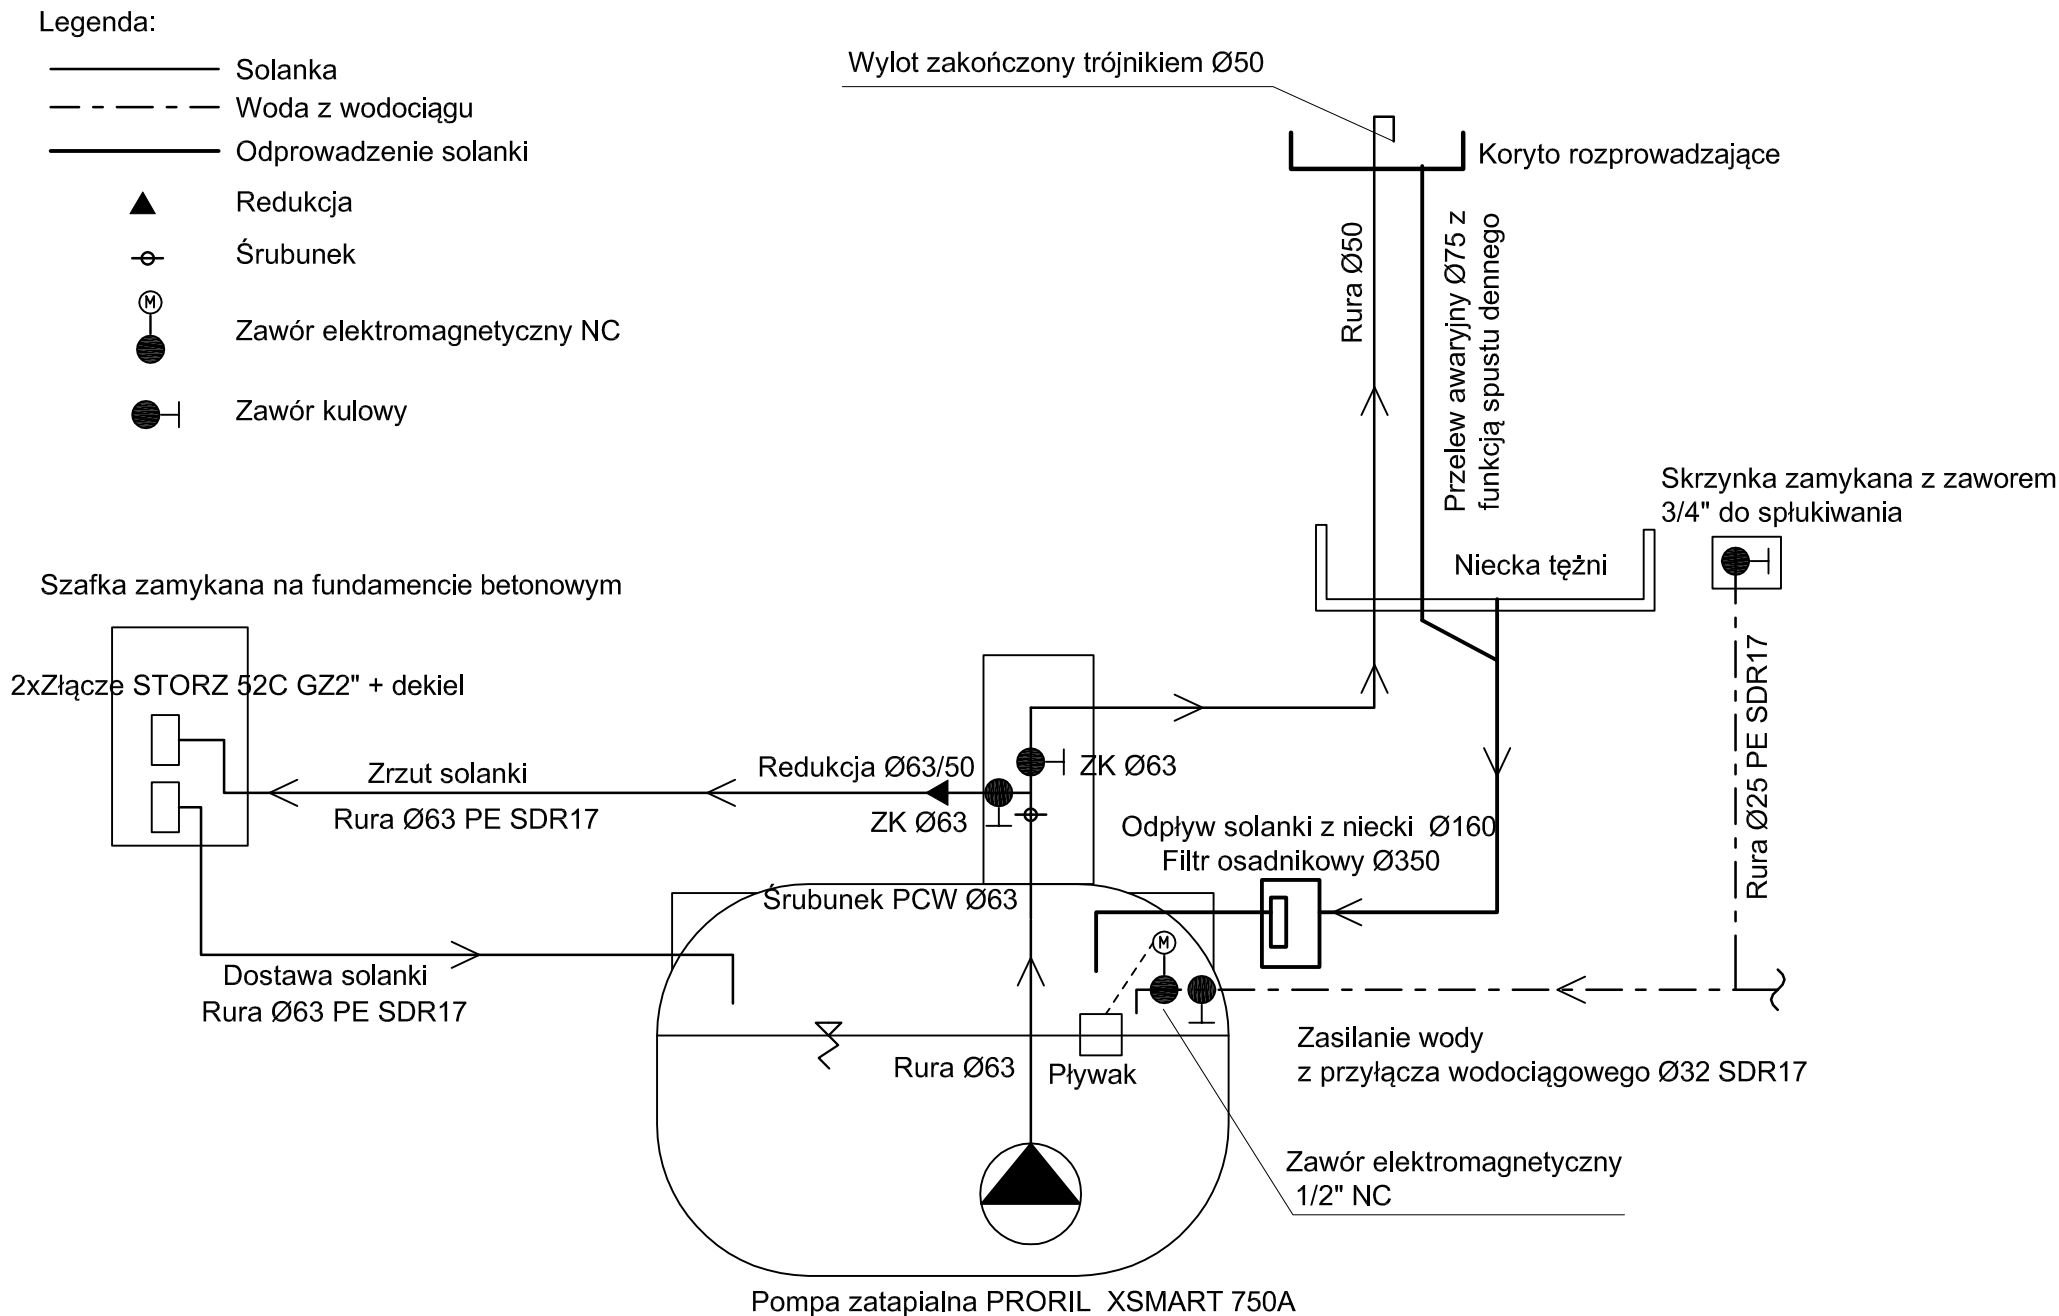 Legenda:
Solanka
Woda z wodociągu
Odprowadzenie solanki
Redukcja
Śrubunek
M
Zawór elektromagnetyczny NC
Zawór kulowy
Wylot zakończony trójnikiem Ø50
Koryto rozprowadzające
Rura Ø50
Przelew awaryjny Ø75 z
funkcją spustu dennego
Skrzynka zamykana z zaworem
3/4" do spłukiwania
Niecka tężni
Rura Ø25 PE SDR17
Szafka zamykana na fundamencie betonowym
2xZłącze STORZ 52C GZ2" + dekiel
Zrzut solanki
Rura Ø63 PE SDR17
Redukcja Ø63/50
ZK Ø63
ZK Ø63
Odpływ solanki z niecki Ø160
Filtr osadnikowy Ø350
Śrubunek PCW Ø63
M
Dostawa solanki
Rura Ø63 PE SDR17
Rura Ø63
Pływak
Zasilanie wody
z przyłącza wodociągowego Ø32 SDR17
Zawór elektromagnetyczny
1/2" NC
Pompa zatapialna PRORIL XSMART 750A